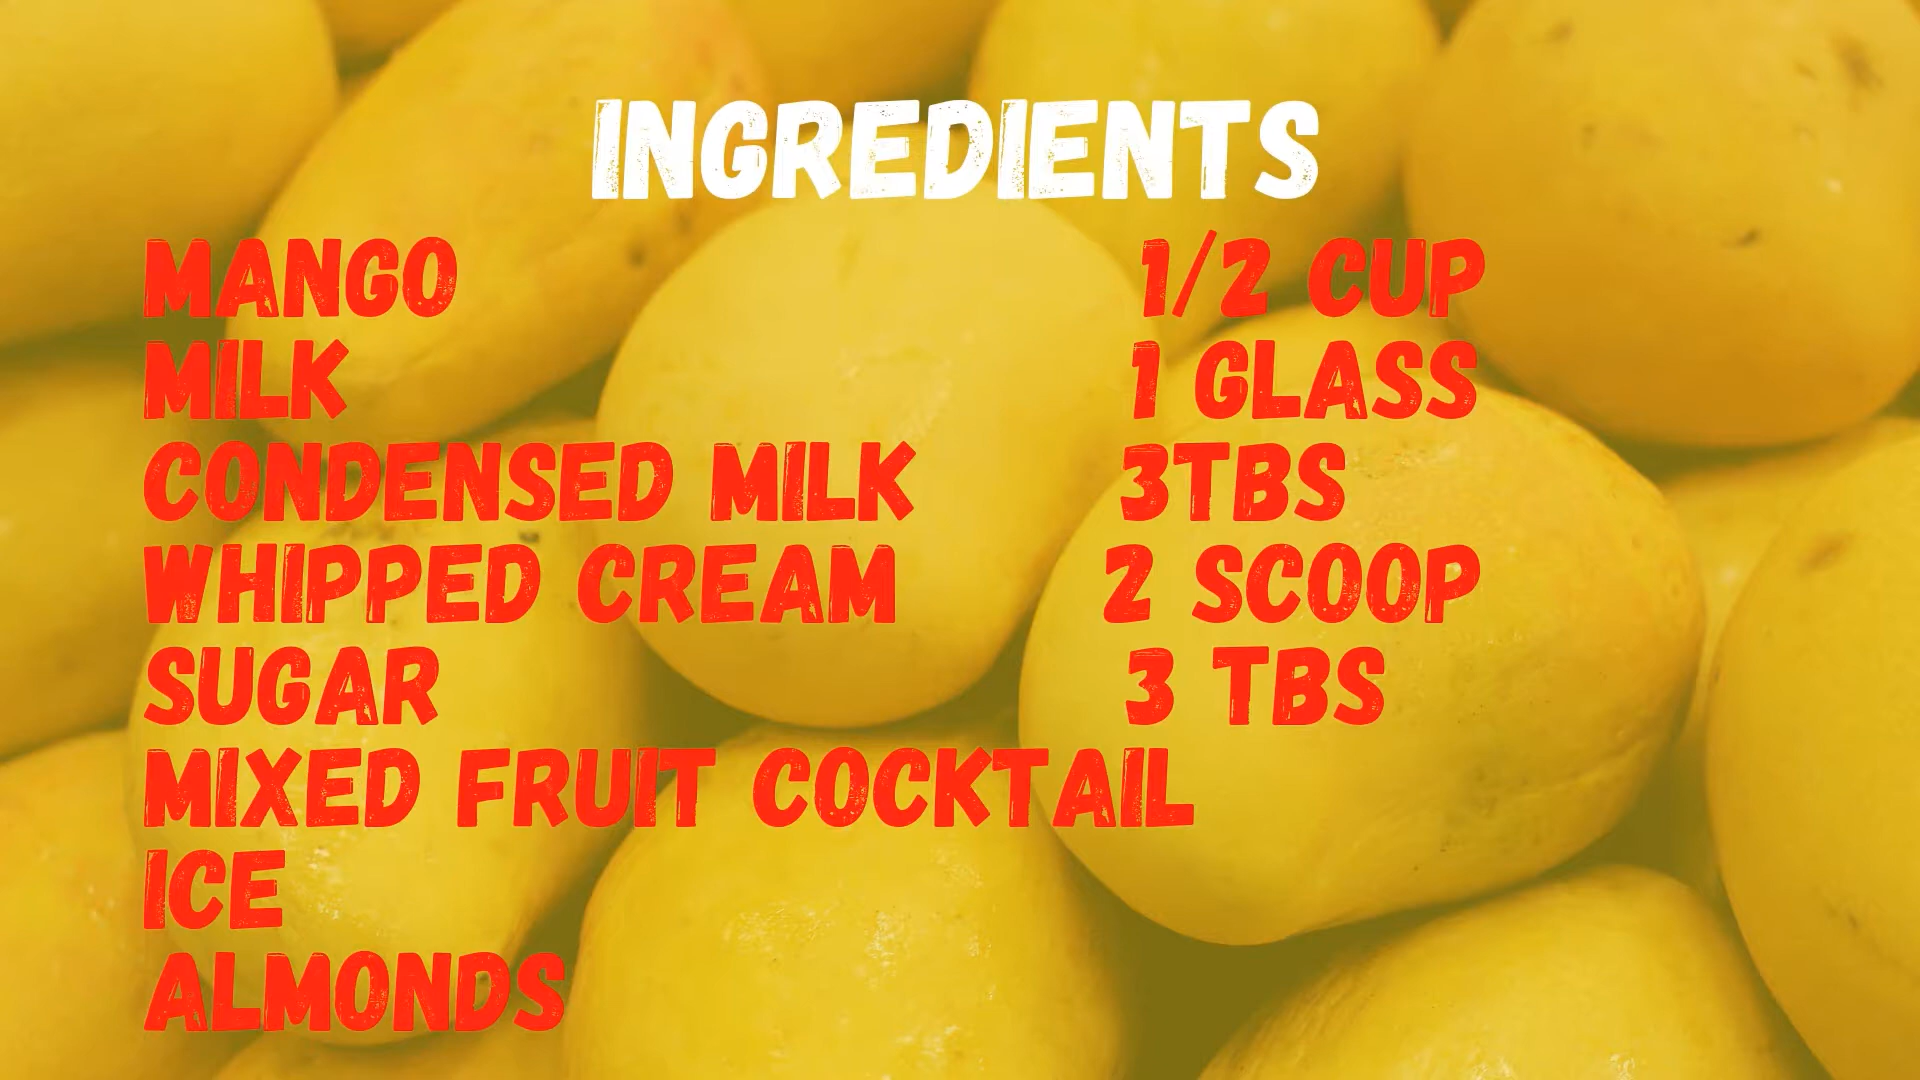 INGREDIENTS
MANGO 1/2 CUP
MILK 1 GLASS
CONDENSED MILK 3TBS
WHIPPED CREAM 2 SCOOP
SUGAR 3 TBS
MIXED FRUIT COCKTAIL
ICE
ALMONDS